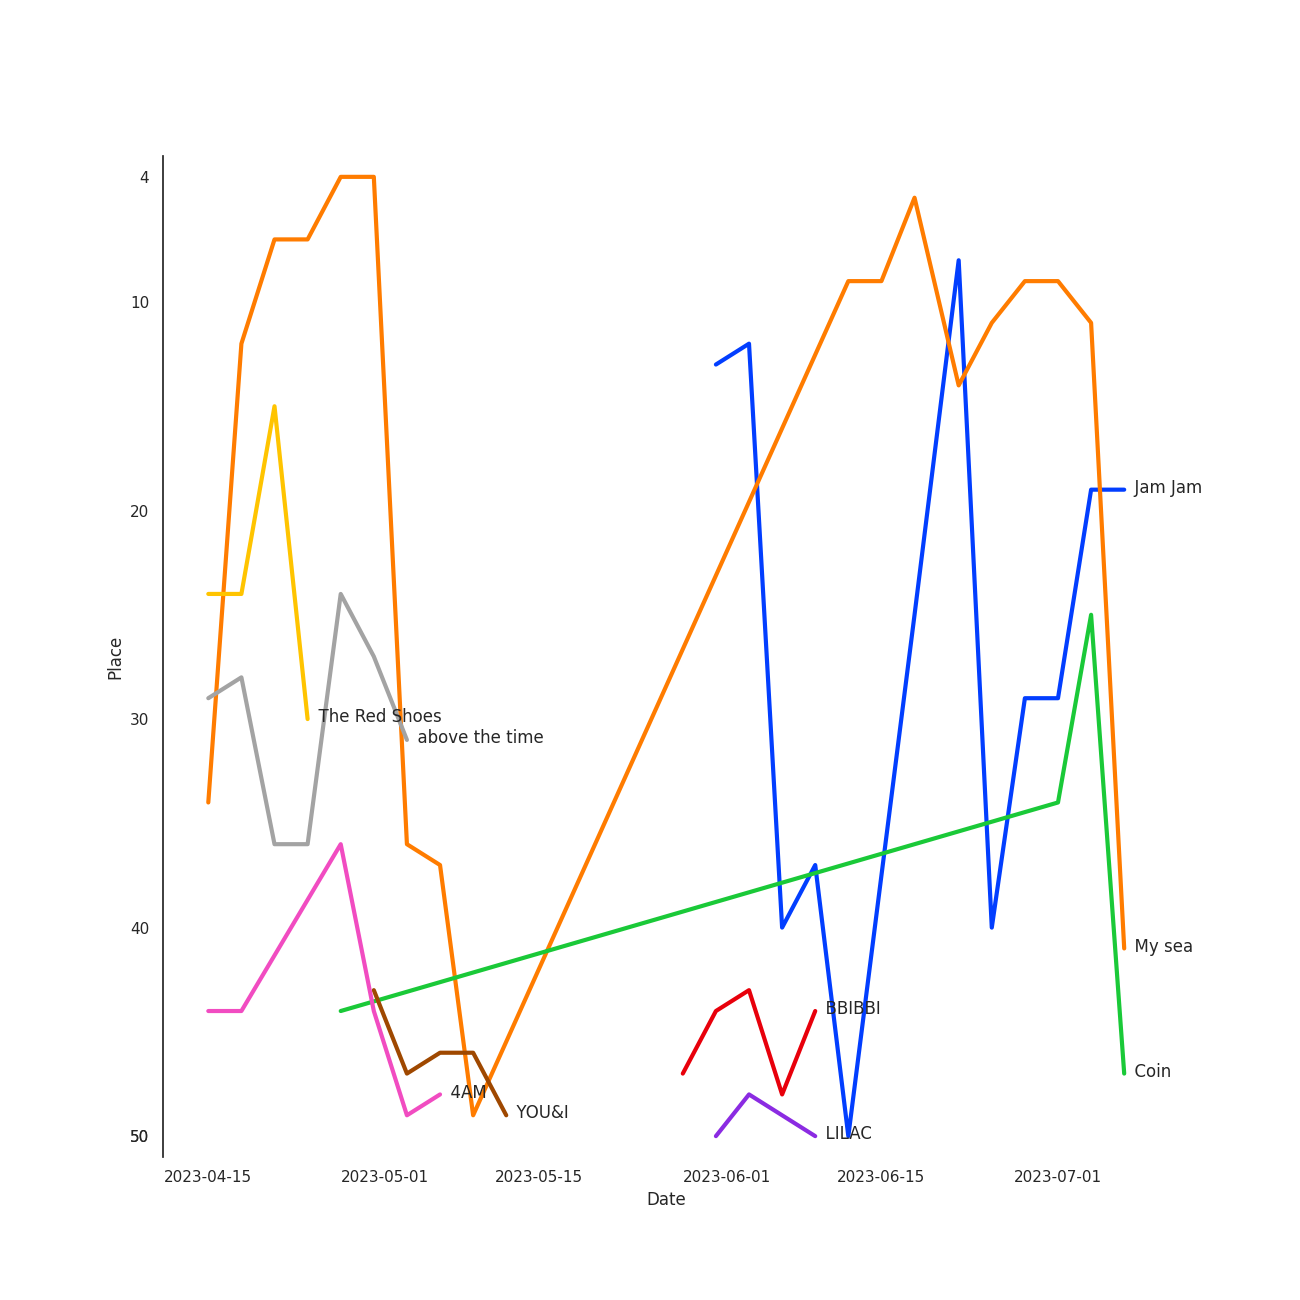 4
10
20
30
40
50
Place
Jam Jam
The Red Shoes
above the time
My sea
BBIBBI
Coin
4AM
YOU&I
LILAC
2023-04-15
2023-05-01
2023-05-15
2023-06-01
2023-06-15
2023-07-01
Date